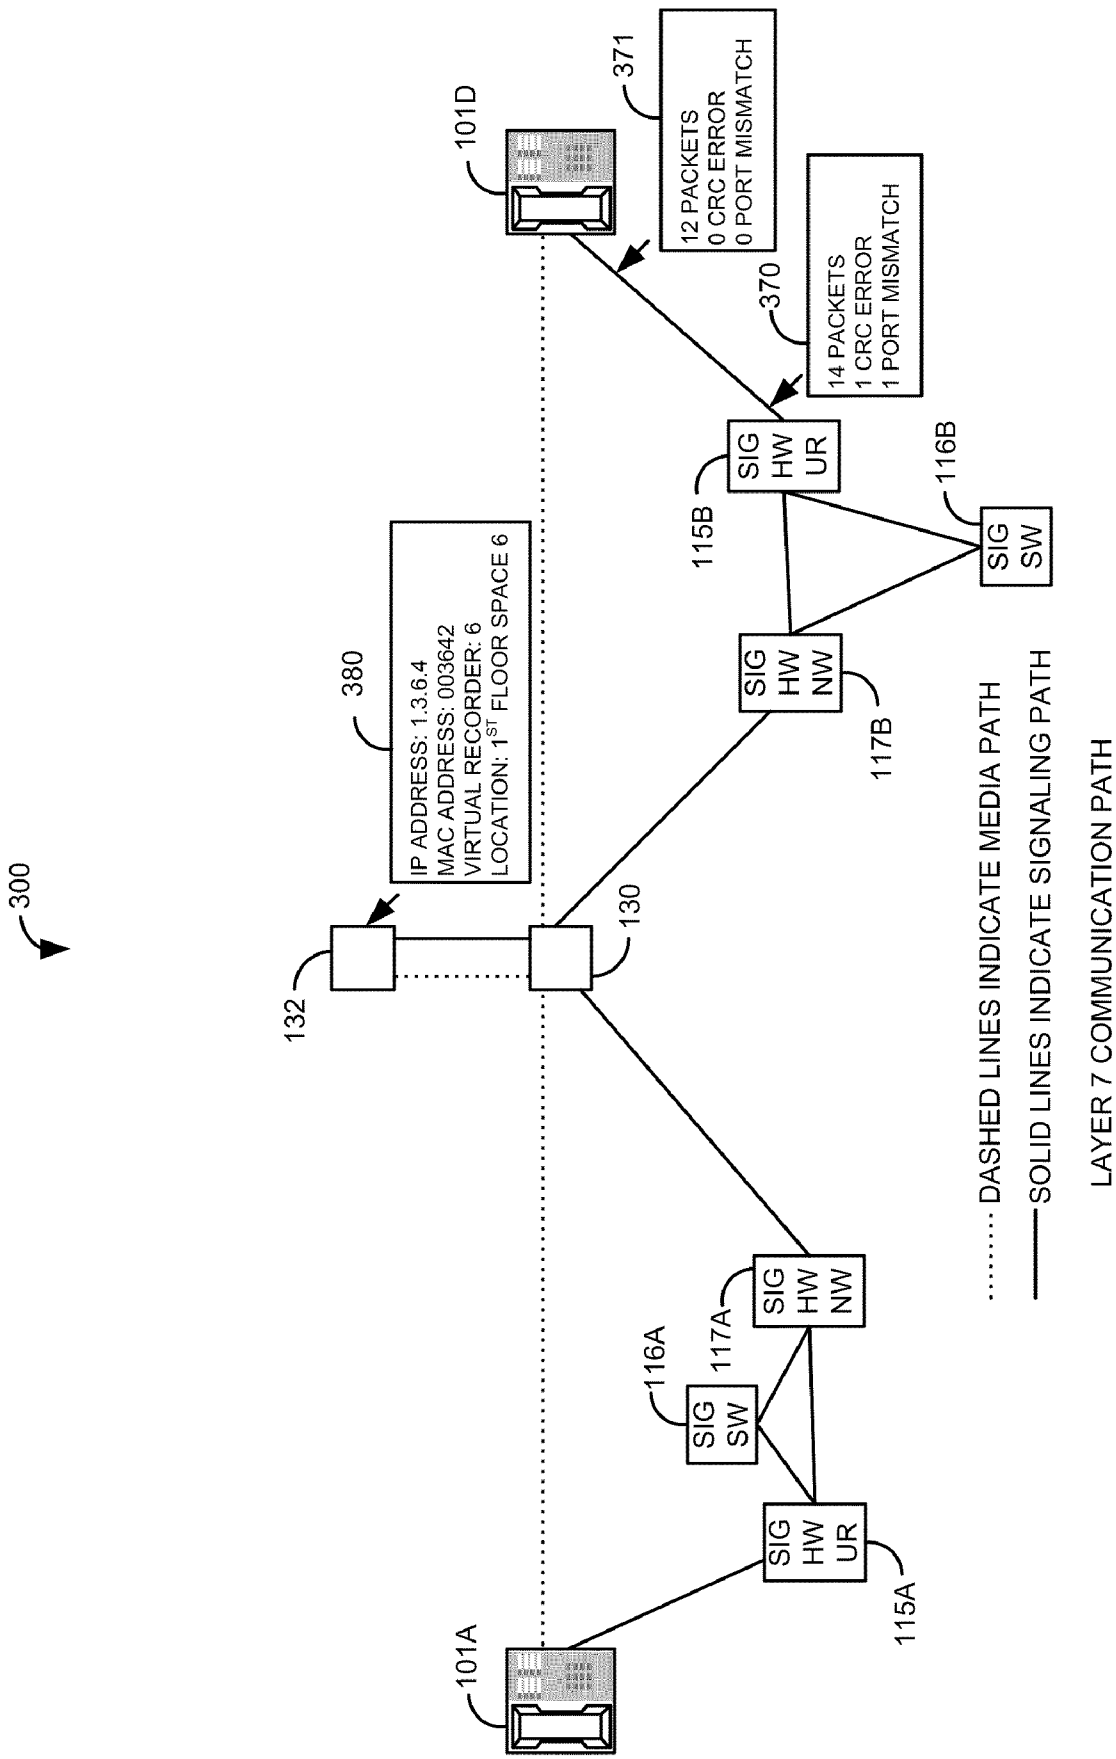 300
132
380
IP ADDRESS: 1.3.6.4
MAC ADDRESS: 003642
VIRTUAL RECORDER: 6
LOCATION: 1ST FLOOR SPACE 6
101A
130
101D
371
12 PACKETS
0 CRC ERROR
0 PORT MISMATCH
370
14 PACKETS
1 CRC ERROR
1 PORT MISMATCH
116A
SIG
SW
117A
SIG
HW
NW
115A
SIG
HW
UR
117B
SIG
HW
NW
115B
SIG
HW
UR
116B
SIG
SW
DASHED LINES INDICATE MEDIA PATH
SOLID LINES INDICATE SIGNALING PATH
LAYER 7 COMMUNICATION PATH